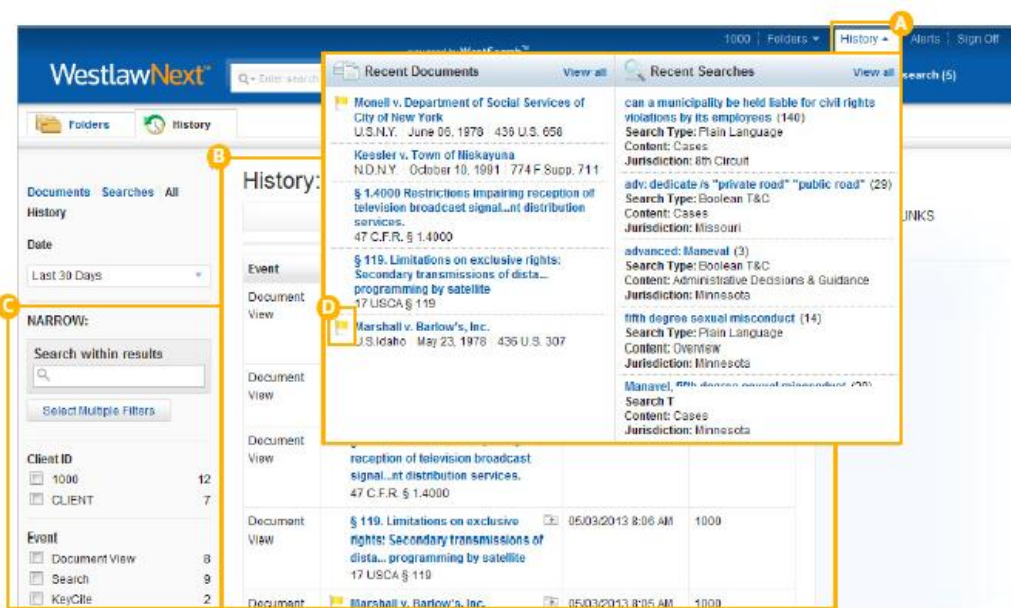 A
1000 Folders History Alerts Sign Off
WestlawNext
Enter search
search (5)
Folders History
Recent Documents View all
Monell v. Department of Social Services of
City of New York
U.S.N.Y. June 06, 1978 436 U.S. 658
Kessler v. Town of Niskayuna
N.D.N.Y. October 10, 1991 774 F.Supp. 711
§ 1.4000 Restrictions impairing reception of
television broadcast signal...nt distribution
services.
47 C.F.R. § 1.4000
§ 119. Limitations on exclusive rights:
Secondary transmissions of dista...
programming by satellite
17 USCA § 119
D
Marshall v. Barlow's, Inc.
U.S.Idaho May 23, 1978 436 U.S. 307
Recent Searches View all
can a municipality be held liable for civil rights
violations by its employees (140)
Search Type: Plain Language
Content: Cases
Jurisdiction: 8th Circuit
adv: dedicate /s "private road" "public road" (29)
Search Type: Boolean T&C
Content: Cases
Jurisdiction: Missouri
advanced: Maneval (3)
Search Type: Boolean T&C
Content: Administrative Decisions & Guidance
Jurisdiction: Minnesota
fifth degree sexual misconduct (14)
Search Type: Plain Language
Content: Overview
Jurisdiction: Minnesota
Manavel, fifth degree sexual misconduct (20)
Search T
Content: Cases
Jurisdiction: Minnesota
B
Documents Searches All
History
Date
Last 30 Days
C
NARROW:
Search within results
Select Multiple Filters
Client ID
1000 12
CLIENT 7
Event
Document View 8
Search 9
KeyCite 2
History:
INKS
Event
Document
View
Document
View
Document
View
reception of television broadcast
signal...nt distribution services.
47 C.F.R. § 1.4000
Document
View
§ 119. Limitations on exclusive 05/03/2013 8:06 AM 1000
rights: Secondary transmissions of
dista... programming by satellite
17 USCA § 119
Document Marshall v. Barlow's, Inc. 05/03/2013 8:05 AM 1000